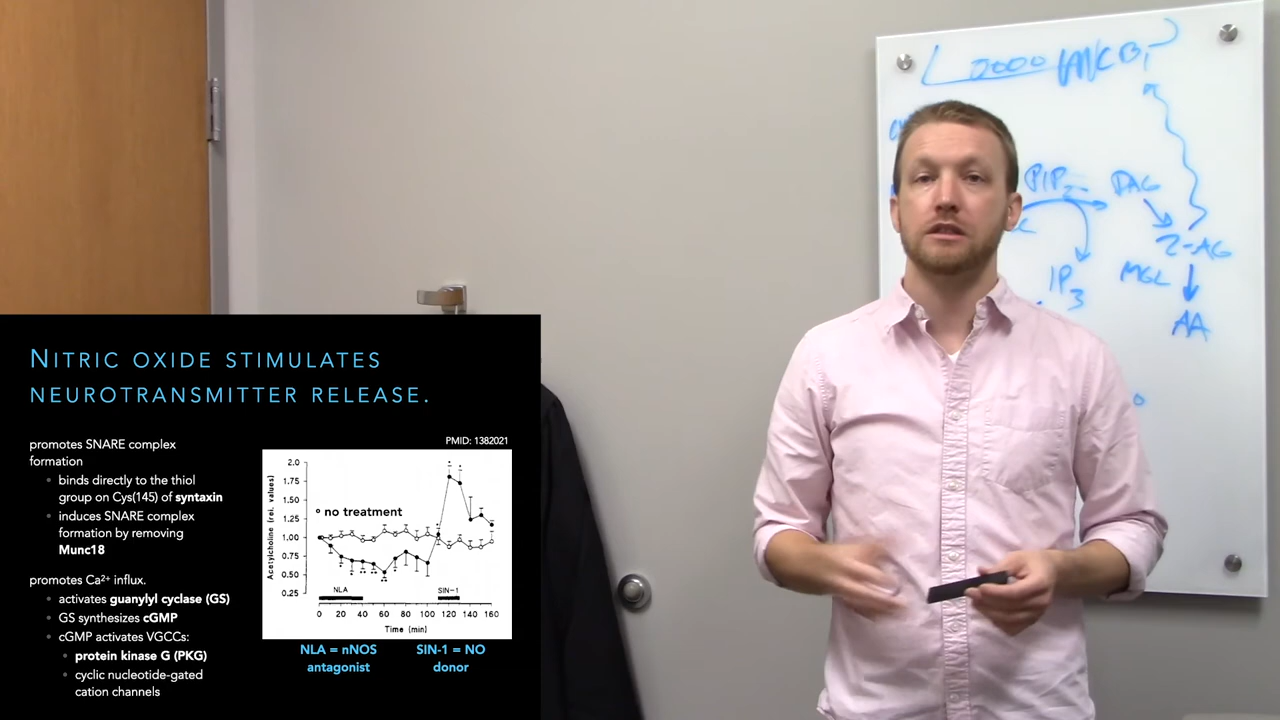 2000
PIP2
DAG
2-AG
IP3
MGL
AA
NITRIC OXIDE STIMULATES
NEUROTRANSMITTER RELEASE.
promotes SNARE complex
formation
binds directly to the thiol
group on Cys(145) of syntaxin
induces SNARE complex
formation by removing
Munc18
promotes Ca²⁺ influx.
activates guanylyl cyclase (GS)
GS synthesizes cGMP
cGMP activates VGCCs:
protein kinase G (PKG)
cyclic nucleotide-gated
cation channels
PMID: 1382021
Acetylcholine (rel. values)
2.0
1.75
1.50
1.25
1.00
0.75
0.50
0.25
no treatment
NLA
SIN-1
0 20 40 60 80 100 120 140 160
Time (min)
NLA = nNOS
antagonist
SIN-1 = NO
donor